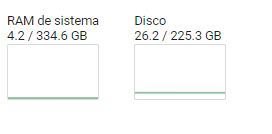 RAM de sistema
4.2 / 334.6 GB
Disco
26.2 / 225.3 GB